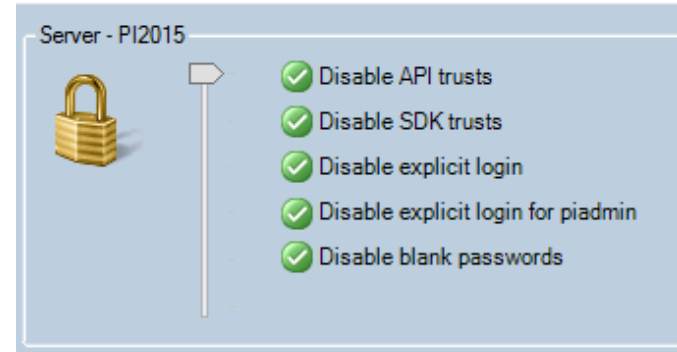 Server - PI2015
Disable API trusts
Disable SDK trusts
Disable explicit login
Disable explicit login for piadmin
Disable blank passwords